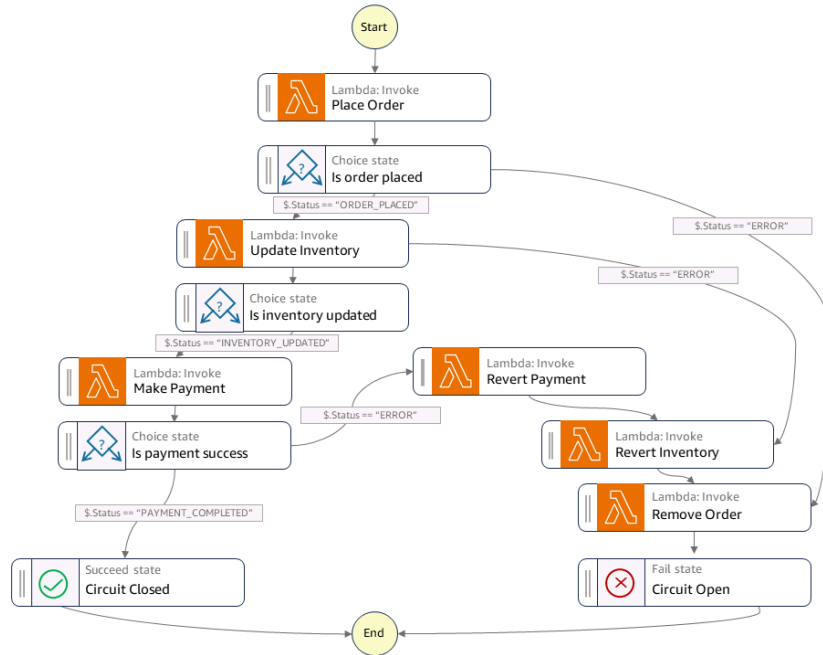 Start
Lambda: Invoke
Place Order
Choice state
Is order placed
$.Status == “ORDER_PLACED”
$.Status == “ERROR”
Lambda: Invoke
Update Inventory
$.Status == “ERROR”
Choice state
Is inventory updated
$.Status == “INVENTORY_UPDATED”
Lambda: Invoke
Make Payment
Lambda: Invoke
Revert Payment
$.Status == “ERROR”
Choice state
Is payment success
Lambda: Invoke
Revert Inventory
Lambda: Invoke
Remove Order
$.Status == “PAYMENT_COMPLETED”
Succeed state
Circuit Closed
Fail state
Circuit Open
End